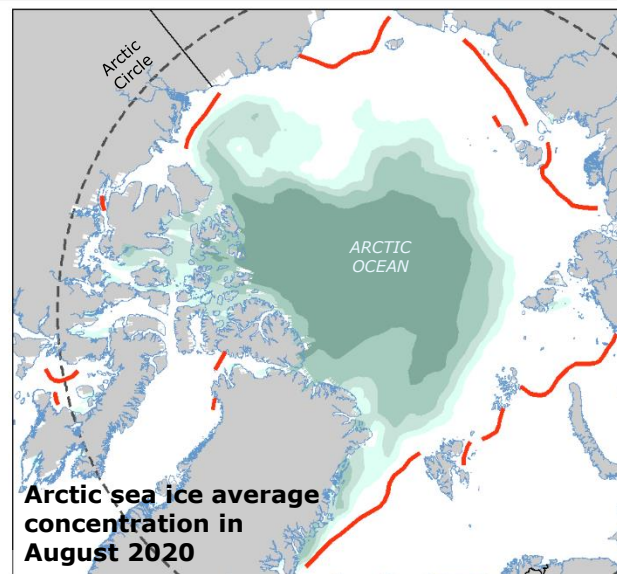 Arctic
Circle
ARCTIC
OCEAN
Arctic sea ice average
concentration in
August 2020